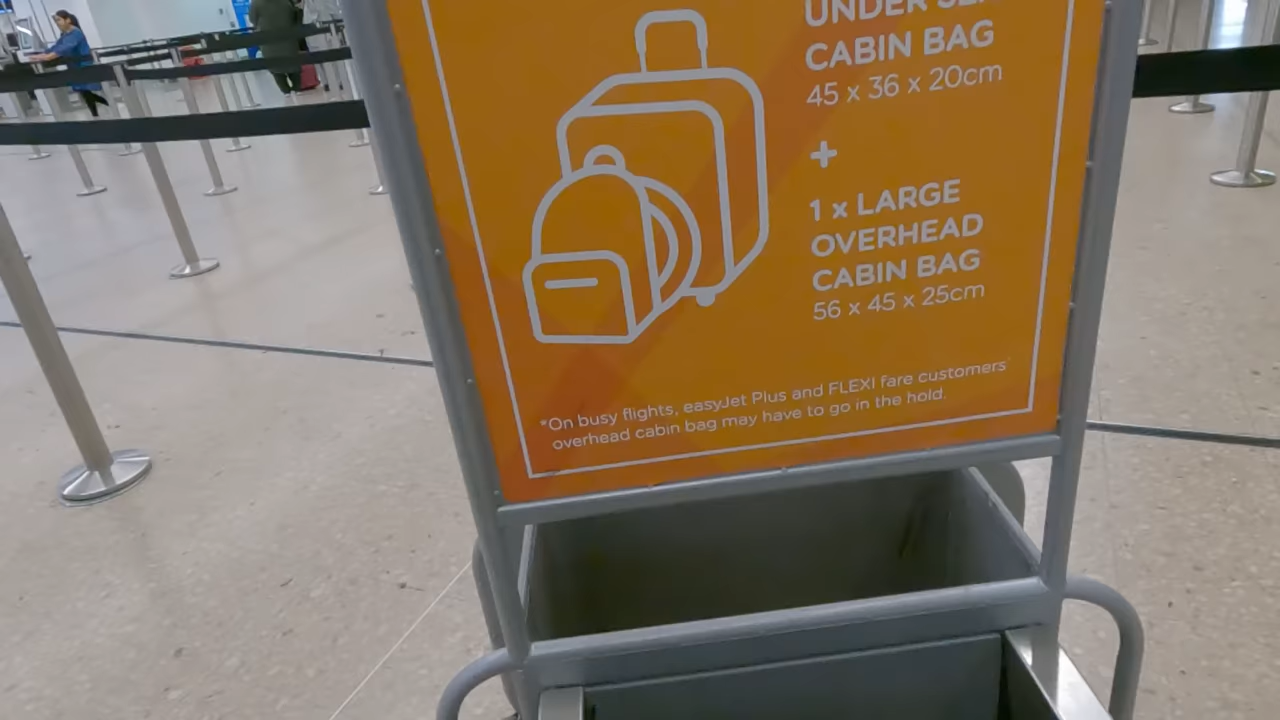 UNDER
CABIN BAG
45 x 36 x 20cm
+
1 x LARGE
OVERHEAD
CABIN BAG
56 x 45 x 25cm
*On busy flights, easyJet Plus and FLEXI fare customers'
overhead cabin bag may have to go in the hold.